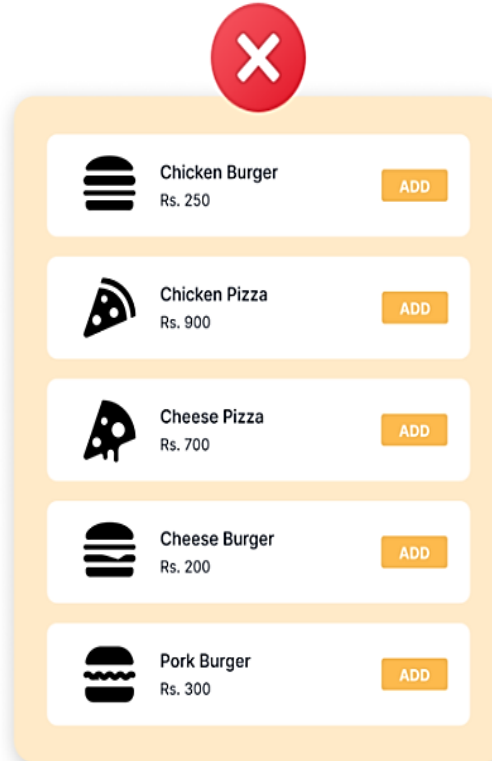 Chicken Burger
Rs. 250
ADD
Chicken Pizza
Rs. 900
ADD
Cheese Pizza
Rs. 700
ADD
Cheese Burger
Rs. 200
ADD
Pork Burger
Rs. 300
ADD